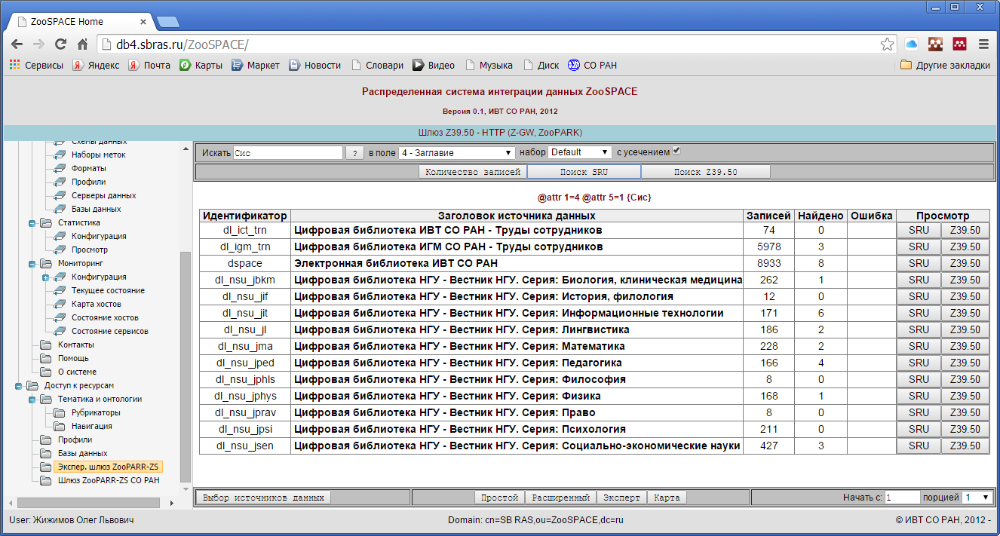 ZooSPACE Home
db4.sbras.ru/ZooSPACE/
Сервисы Яндекс Почта Карты Маркет Новости Словари Видео Музыка Диск СО РАН Другие закладки
Распределенная система интеграции данных ZooSPACE
Версия 0.1, ИВТ СО РАН, 2012
Шлюз Z39.50 - HTTP (Z-GW, ZooPARK)
Схемы данных
Наборы меток
Форматы
Профили
Серверы данных
Базы данных
Статистика
Конфигурация
Просмотр
Мониторинг
Конфигурация
Текущее состояние
Карта хостов
Состояние хостов
Состояние сервисов
Контакты
Помощь
О системе
Доступ к ресурсам
Тематика и онтологии
Рубрикаторы
Навигация
Профили
Базы данных
Экспер. шлюз ZooPARR-ZS
Шлюз ZooPARR-ZS СО РАН
Искать Сис ? в поле 4 - Заглавие набор Default с усечением
Количество записей Поиск SRU Поиск Z39.50
@attr 1=4 @attr 5=1 {Сис}
Идентификатор Заголовок источника данных Записей Найдено Ошибка Просмотр
dl_ict_trn Цифровая библиотека ИВТ СО РАН - Труды сотрудников 74 0 SRU Z39.50
dl_igm_trn Цифровая библиотека ИГМ СО РАН - Труды сотрудников 5978 3 SRU Z39.50
dspace Электронная библиотека ИВТ СО РАН 8933 8 SRU Z39.50
dl_nsu_jbkm Цифровая библиотека НГУ - Вестник НГУ. Серия: Биология, клиническая медицина 262 1 SRU Z39.50
dl_nsu_jif Цифровая библиотека НГУ - Вестник НГУ. Серия: История, филология 12 0 SRU Z39.50
dl_nsu_jit Цифровая библиотека НГУ - Вестник НГУ. Серия: Информационные технологии 171 6 SRU Z39.50
dl_nsu_jl Цифровая библиотека НГУ - Вестник НГУ. Серия: Лингвистика 186 2 SRU Z39.50
dl_nsu_jma Цифровая библиотека НГУ - Вестник НГУ. Серия: Математика 228 2 SRU Z39.50
dl_nsu_jped Цифровая библиотека НГУ - Вестник НГУ. Серия: Педагогика 166 4 SRU Z39.50
dl_nsu_jphls Цифровая библиотека НГУ - Вестник НГУ. Серия: Философия 8 0 SRU Z39.50
dl_nsu_jphys Цифровая библиотека НГУ - Вестник НГУ. Серия: Физика 168 1 SRU Z39.50
dl_nsu_jprav Цифровая библиотека НГУ - Вестник НГУ. Серия: Право 8 0 SRU Z39.50
dl_nsu_jpsi Цифровая библиотека НГУ - Вестник НГУ. Серия: Психология 211 0 SRU Z39.50
dl_nsu_jsen Цифровая библиотека НГУ - Вестник НГУ. Серия: Социально-экономические науки 427 3 SRU Z39.50
Выбор источников данных Простой Расширенный Эксперт Карта Начать с: 1 порцией 1
User: Жижимов Олег Львович Domain: cn=SB RAS,ou=ZooSPACE,dc=ru © ИВТ СО РАН, 2012 -